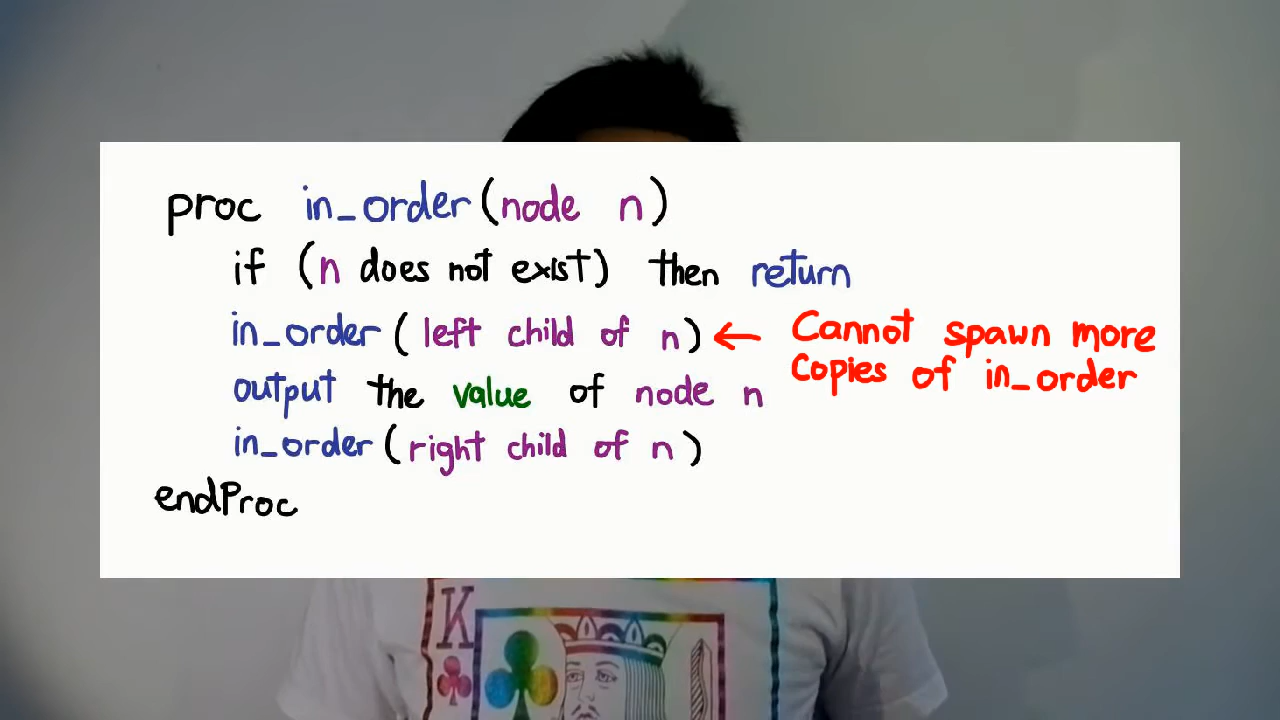 proc in_order(node n)
if (n does not exist) then return
in_order(left child of n) ← Cannot spawn more
copies of in_order
output the value of node n
in_order(right child of n)
endProc
K